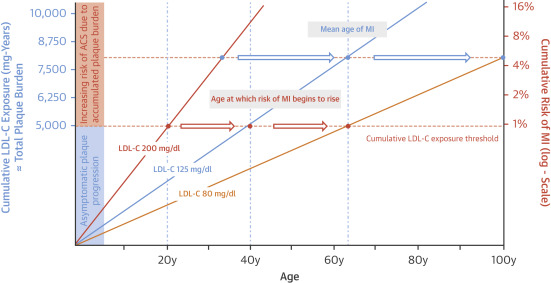 Cumulative LDL-C Exposure (mg-Years)
= Total Plaque Burden
10,000
8,750
7,500
6,250
5,000
Increasing risk of ACS due to
accumulated plaque burden
Asymptomatic plaque
progression
Mean age of MI
Age at which risk of MI begins to rise
Cumulative LDL-C exposure threshold
LDL-C 200 mg/dl
LDL-C 125 mg/dl
LDL-C 80 mg/dl
16%
8%
4%
2%
1%
Cumulative Risk
of MI (log - Scale)
20y
40y
60y
80y
100y
Age